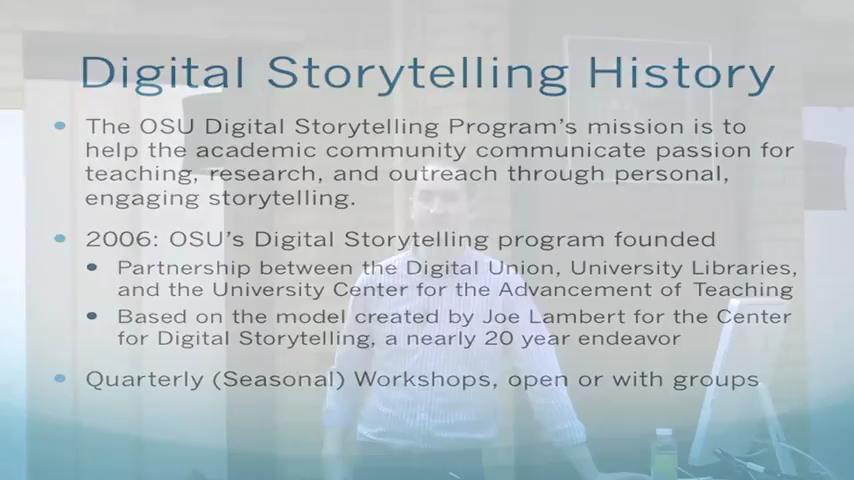 Digital Storytelling History
The OSU Digital Storytelling Program's mission is to
help the academic community communicate passion for
teaching, research, and outreach through personal,
engaging storytelling.
2006: OSU's Digital Storytelling program founded
Partnership between the Digital Union, University Libraries,
and the University Center for the Advancement of Teaching
Based on the model created by Joe Lambert for the Center
for Digital Storytelling, a nearly 20 year endeavor
Quarterly (Seasonal) Workshops, open or with groups